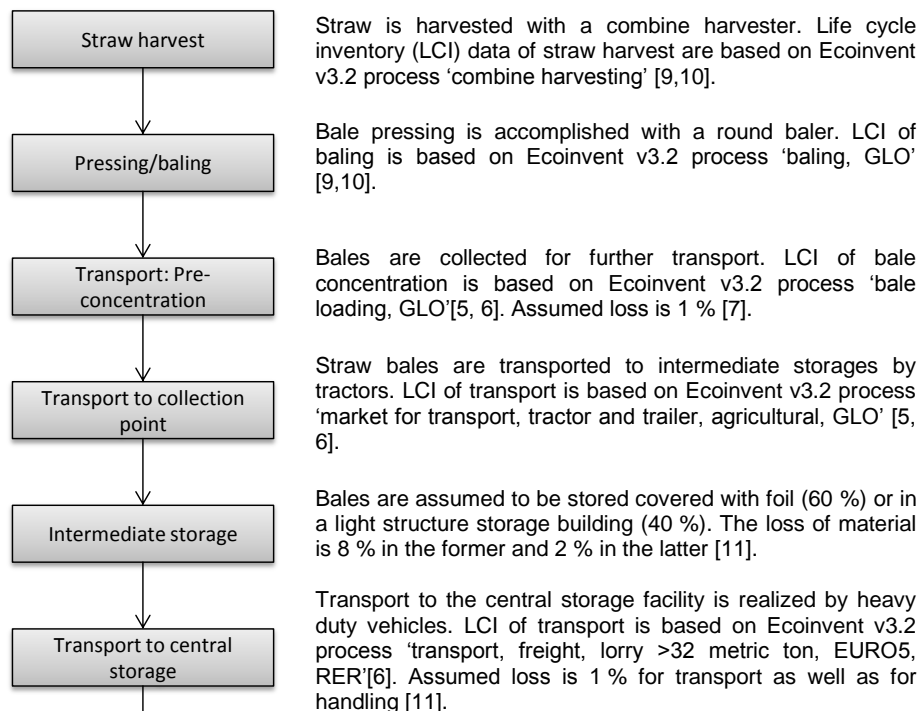 Straw harvest
Straw is harvested with a combine harvester. Life cycle
inventory (LCI) data of straw harvest are based on Ecoinvent
v3.2 process ‘combine harvesting’ [9,10].
Pressing/baling
Bale pressing is accomplished with a round baler. LCI of
baling is based on Ecoinvent v3.2 process ‘baling, GLO’
[9,10].
Transport: Pre-
concentration
Bales are collected for further transport. LCI of bale
concentration is based on Ecoinvent v3.2 process ‘bale
loading, GLO’[5, 6]. Assumed loss is 1 % [7].
Transport to collection
point
Straw bales are transported to intermediate storages by
tractors. LCI of transport is based on Ecoinvent v3.2 process
‘market for transport, tractor and trailer, agricultural, GLO’ [5,
6].
Intermediate storage
Bales are assumed to be stored covered with foil (60 %) or in
a light structure storage building (40 %). The loss of material
is 8 % in the former and 2 % in the latter [11].
Transport to central
storage
Transport to the central storage facility is realized by heavy
duty vehicles. LCI of transport is based on Ecoinvent v3.2
process ‘transport, freight, lorry >32 metric ton, EURO5,
RER’[6]. Assumed loss is 1 % for transport as well as for
handling [11].